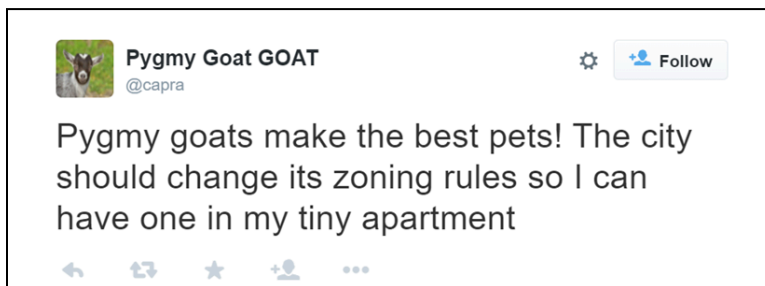 Pygmy Goat GOAT
@capra
Follow
Pygmy goats make the best pets! The city
should change its zoning rules so I can
have one in my tiny apartment